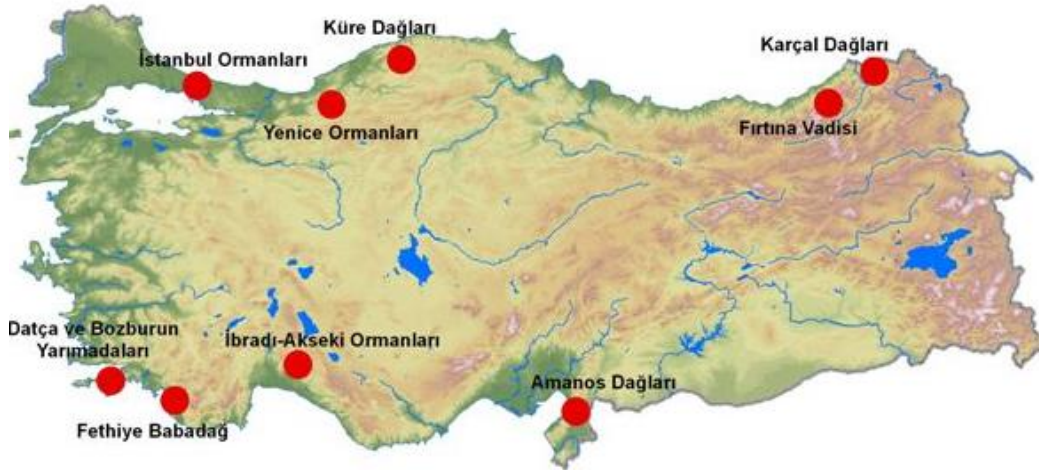 Küre Dağları
Karçal Dağları
İstanbul Ormanları
Yenice Ormanları
Fırtına Vadisi
Datça ve Bozburun
Yarımadaları
İbradı-Akseki Ormanları
Amanos Dağları
Fethiye Babadağ